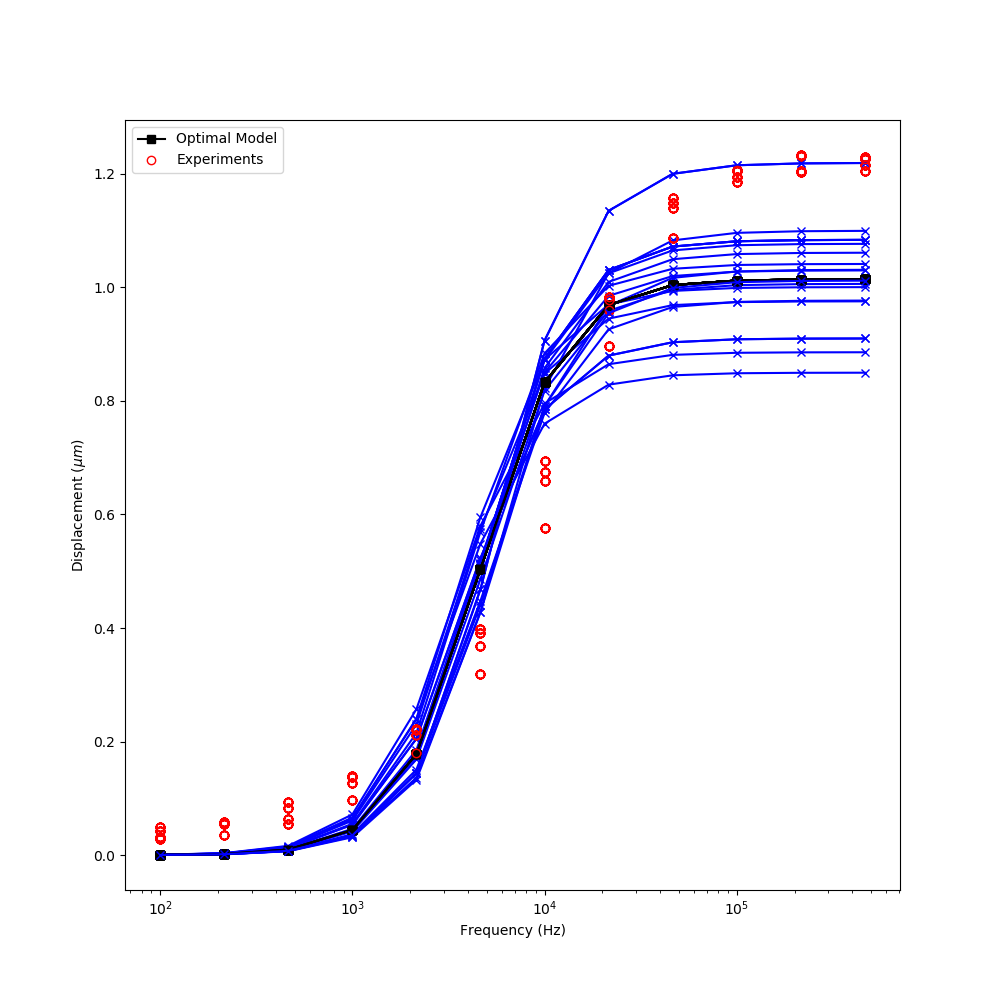 Optimal Model
Experiments
1.2
1.0
0.8
0.6
0.4
0.2
0.0
Displacement (μm)
10²
10³
10⁴
10⁵
Frequency (Hz)